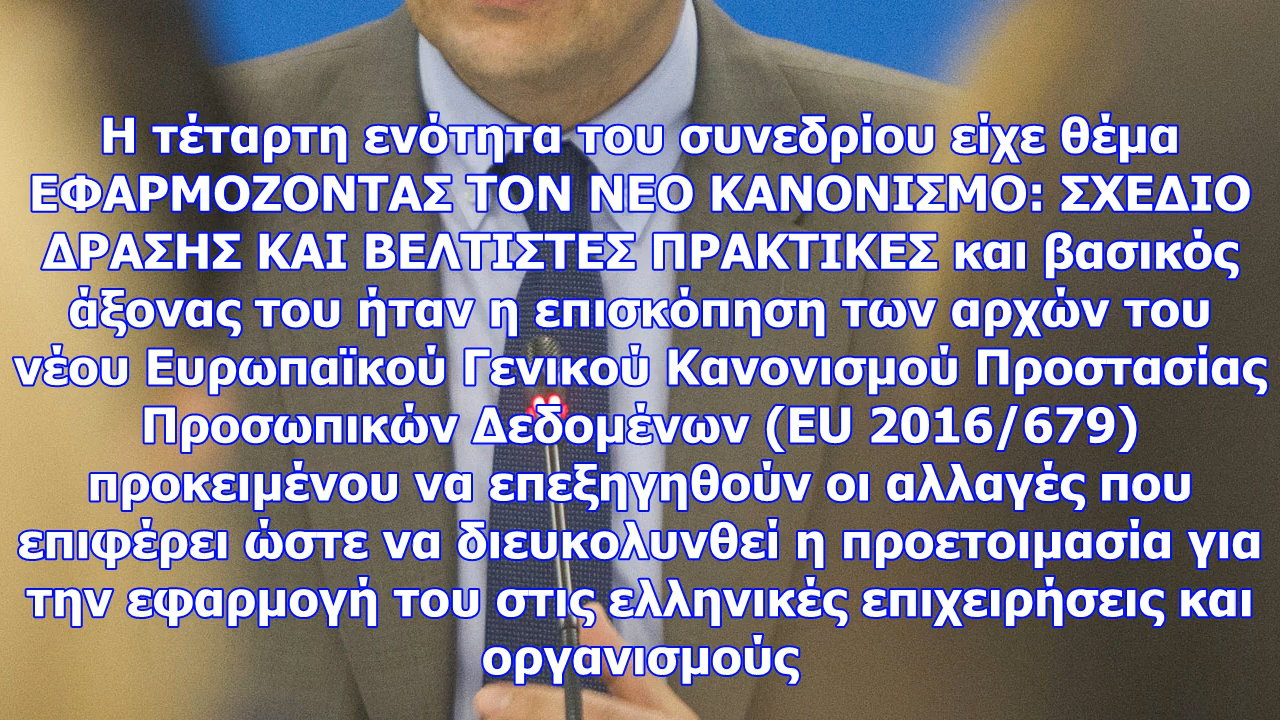 Η τέταρτη ενότητα του συνεδρίου είχε θέμα
ΕΦΑΡΜΟΖΟΝΤΑΣ ΤΟΝ ΝΕΟ ΚΑΝΟΝΙΣΜΟ: ΣΧΕΔΙΟ
ΔΡΑΣΗΣ ΚΑΙ ΒΕΛΤΙΣΤΕΣ ΠΡΑΚΤΙΚΕΣ και βασικός
άξονας του ήταν η επισκόπηση των αρχών του
νέου Ευρωπαϊκού Γενικού Κανονισμού Προστασίας
Προσωπικών Δεδομένων (EU 2016/679)
προκειμένου να επεξηγηθούν οι αλλαγές που
επιφέρει ώστε να διευκολυνθεί η προετοιμασία για
την εφαρμογή του στις ελληνικές επιχειρήσεις και
οργανισμούς